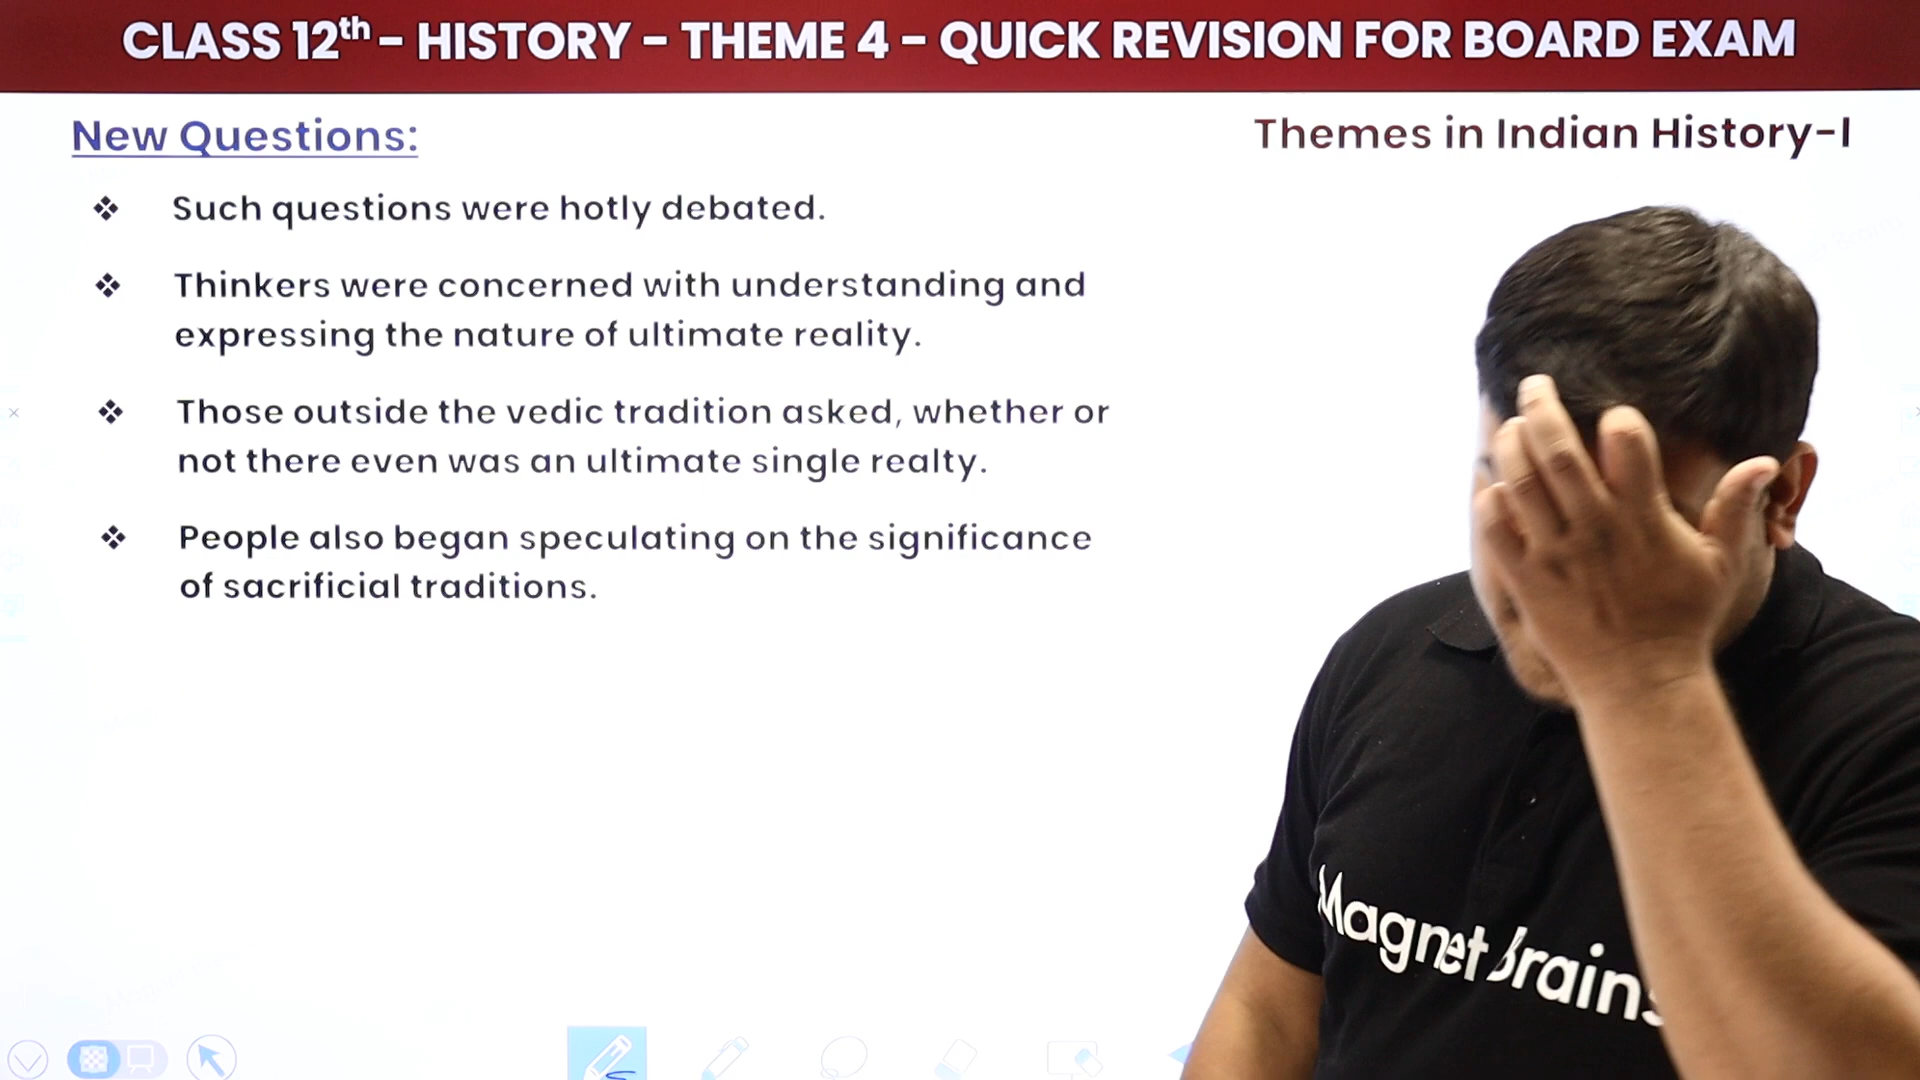 CLASS 12th - HISTORY - THEME 4 - QUICK REVISION FOR BOARD EXAM
New Questions:
Themes in Indian History-I
❖ Such questions were hotly debated.
❖ Thinkers were concerned with understanding and
expressing the nature of ultimate reality.
❖ Those outside the vedic tradition asked, whether or
not there even was an ultimate single realty.
❖ People also began speculating on the significance
of sacrificial traditions.
Magnet Brains